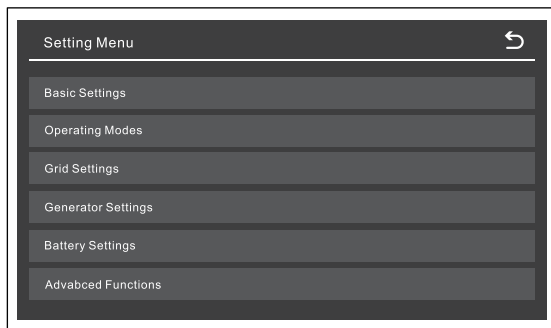 Setting Menu
Basic Settings
Operating Modes
Grid Settings
Generator Settings
Battery Settings
Advabced Functions